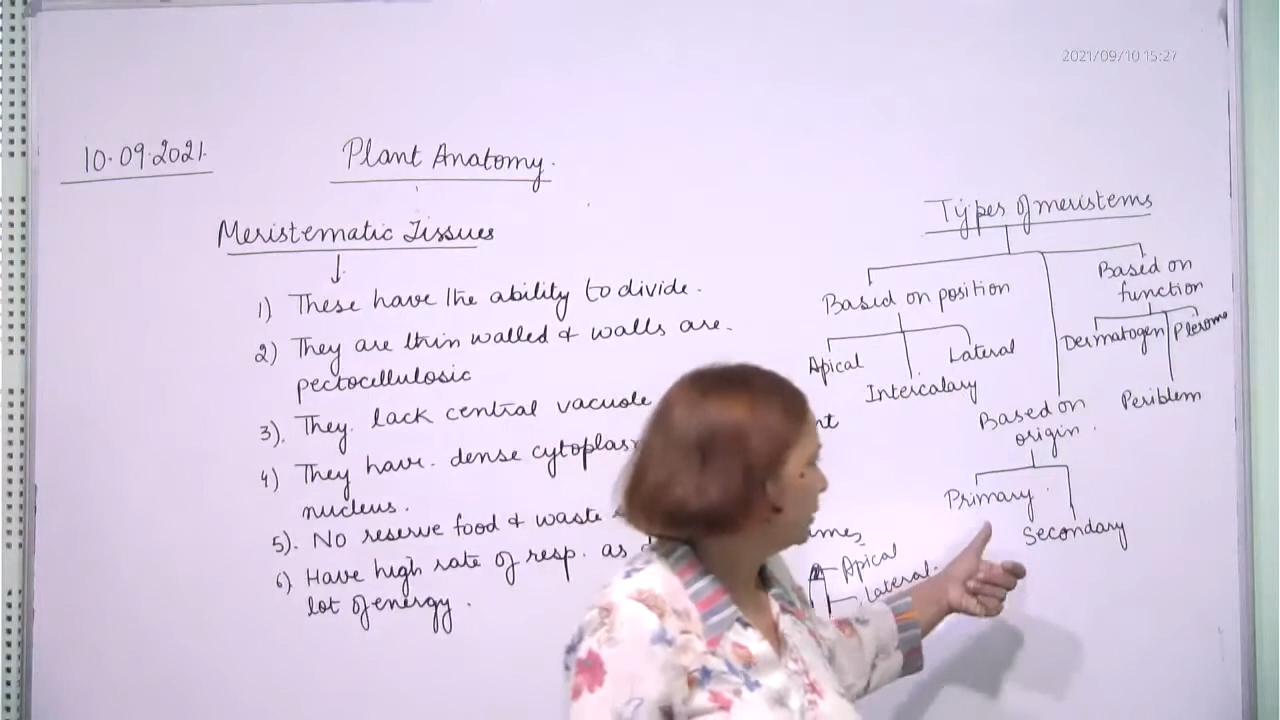 2021/09/10 15:27
10.09.2021.
Plant Anatomy.
Meristematic Tissues
1) These have the ability to divide.
2) They are thin walled & walls are.
pectocellulosic
3). They. lack central vacuole
4) They have. dense cytoplas
nucleus.
5). No reserve food & waste
6) Have high rate of resp. as
lot of energy.
Types of meristems
Based on position
Apical
Intercalary
Lateral
Based on
function
Dermatogen
Plerome
Periblem
Based on
origin.
Primary.
Secondary
Apical
Lateral.